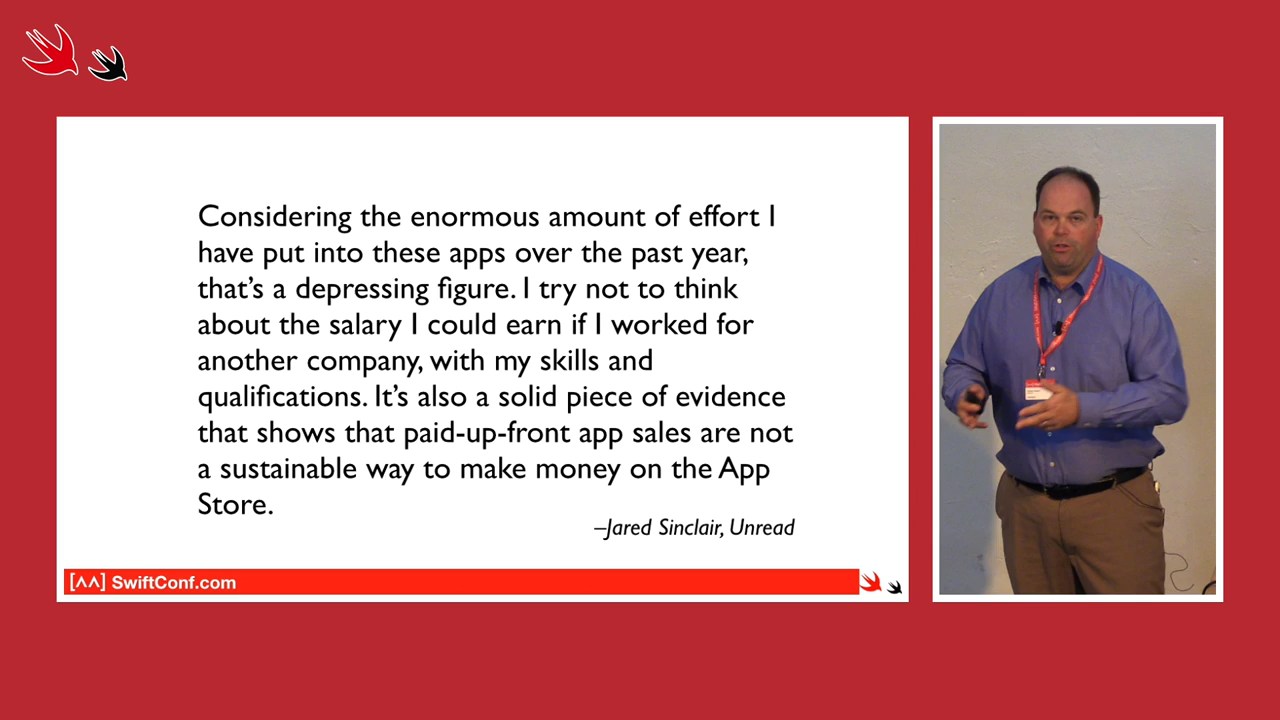 Considering the enormous amount of effort I
have put into these apps over the past year,
that's a depressing figure. I try not to think
about the salary I could earn if I worked for
another company, with my skills and
qualifications. It's also a solid piece of evidence
that shows that paid-up-front app sales are not
a sustainable way to make money on the App
Store.
–Jared Sinclair, Unread
[^^] SwiftConf.com